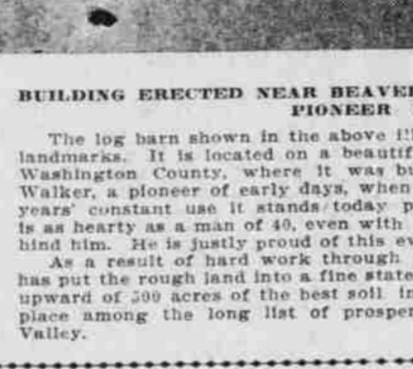 BUILDING ERECTED NEAR BEAVE
PIONEER
The log barn shown in the above il
landmarks. It is located on a beautif
Washington County, where it was bu
Walker, a pioneer of early days, when
years' constant use it stands today p
is as hearty as a man of 40, even with
hind him. He is justly proud of this ev
As a result of hard work through
has put the rough land into a fine state
upward of 500 acres of the best soil in
place among the long list of prosper
Valley.